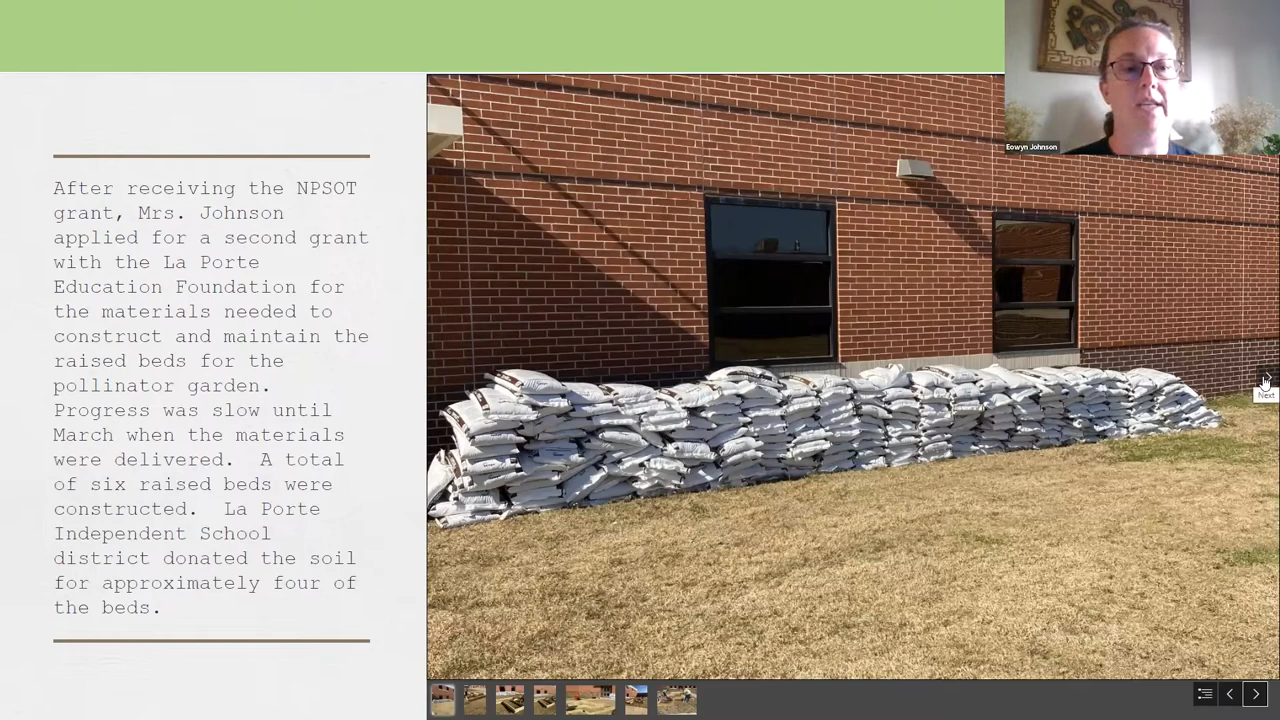 Eowyn Johnson
After receiving the NPSOT
grant, Mrs. Johnson
applied for a second grant
with the La Porte
Education Foundation for
the materials needed to
construct and maintain the
raised beds for the
pollinator garden.
Progress was slow until
March when the materials
were delivered.  A total
of six raised beds were
constructed.  La Porte
Independent School
district donated the soil
for approximately four of
the beds.
Next